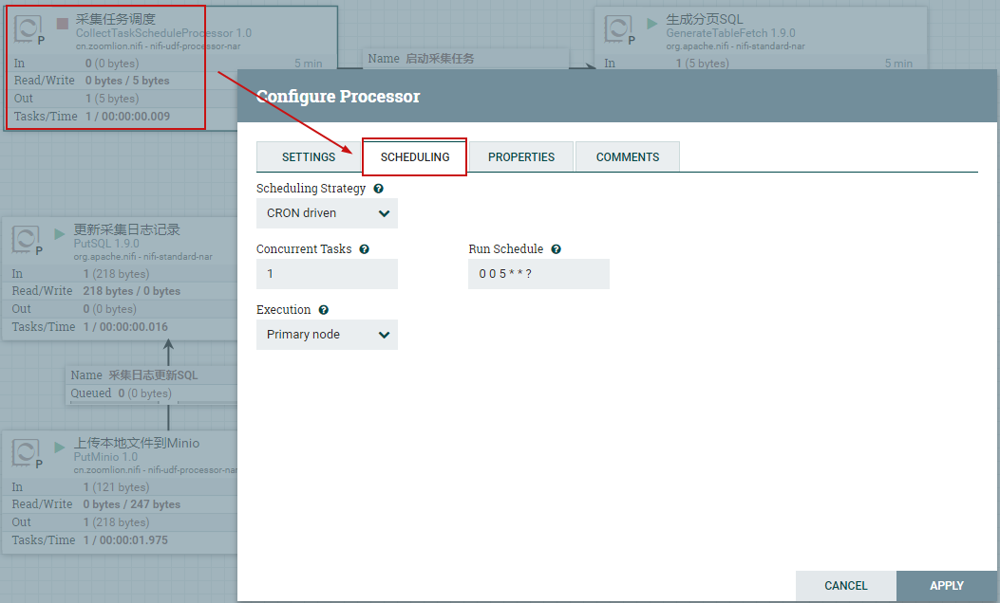 采集任务调度
CollectTaskScheduleProcessor 1.0
cn.zoomlion.nifi - nifi-udf-processor-nar
P
In 0 (0 bytes) 5 min
Read/Write 0 bytes / 5 bytes
Out 1 (5 bytes)
Tasks/Time 1 / 00:00:00.009
Name 启动采集任务
生成分页SQL
GenerateTableFetch 1.9.0
org.apache.nifi - nifi-standard-nar
P
In 1 (5 bytes) 5 min
Configure Processor
SETTINGS SCHEDULING PROPERTIES COMMENTS
Scheduling Strategy ?
CRON driven
Concurrent Tasks ? Run Schedule ?
1 0 0 5 * * ?
Execution ?
Primary node
CANCEL APPLY
更新采集日志记录
PutSQL 1.9.0
org.apache.nifi - nifi-standard-nar
P
In 1 (218 bytes)
Read/Write 218 bytes / 0 bytes
Out 0 (0 bytes)
Tasks/Time 1 / 00:00:00.016
Name 采集日志更新SQL
Queued 0 (0 bytes)
上传本地文件到Minio
PutMinio 1.0
cn.zoomlion.nifi - nifi-udf-processor-nar
P
In 1 (121 bytes)
Read/Write 0 bytes / 247 bytes
Out 1 (218 bytes)
Tasks/Time 1 / 00:00:01.975